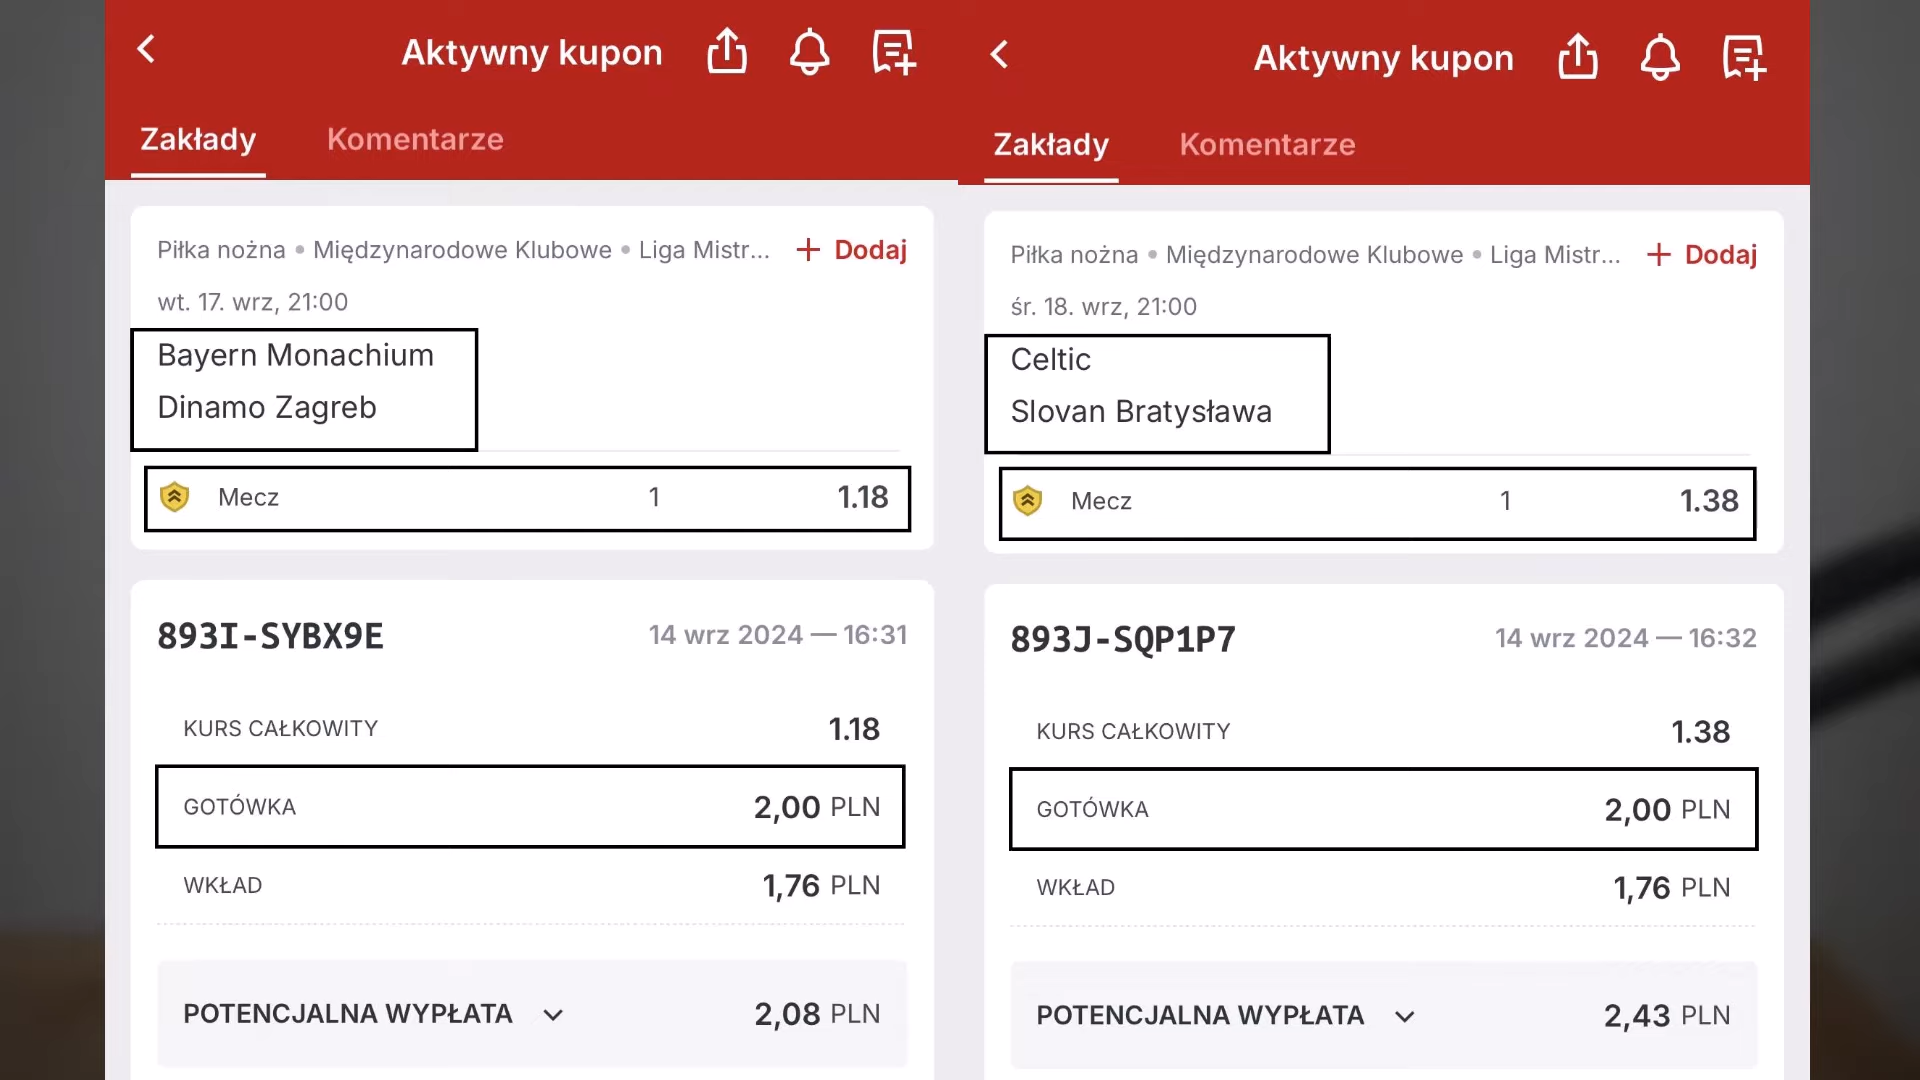 Aktywny kupon
Zakłady
Komentarze
Piłka nożna • Międzynarodowe Klubowe • Liga Mistr...
+ Dodaj
wt. 17. wrz, 21:00
Bayern Monachium
Dinamo Zagreb
Mecz 1 1.18
893I-SYBX9E
14 wrz 2024 — 16:31
KURS CAŁKOWITY 1.18
GOTÓWKA 2,00 PLN
WKŁAD 1,76 PLN
POTENCJALNA WYPŁATA 2,08 PLN
Aktywny kupon
Zakłady
Komentarze
Piłka nożna • Międzynarodowe Klubowe • Liga Mistr...
+ Dodaj
śr. 18. wrz, 21:00
Celtic
Slovan Bratysława
Mecz 1 1.38
893J-SQP1P7
14 wrz 2024 — 16:32
KURS CAŁKOWITY 1.38
GOTÓWKA 2,00 PLN
WKŁAD 1,76 PLN
POTENCJALNA WYPŁATA 2,43 PLN